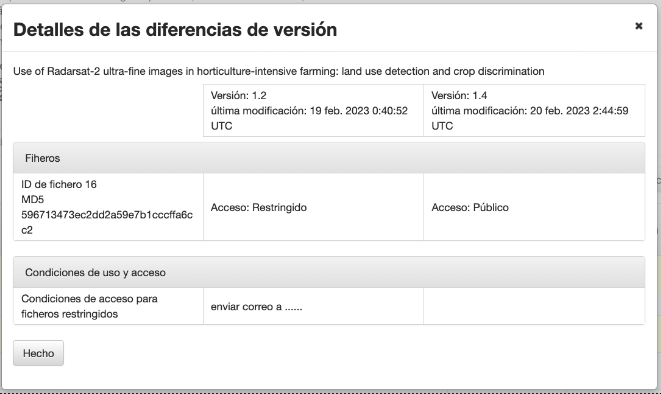 Detalles de las diferencias de versión
×
Use of Radarsat-2 ultra-fine images in horticulture-intensive farming: land use detection and crop discrimination
Versión: 1.2
última modificación: 19 feb. 2023 0:40:52
UTC
Versión: 1.4
última modificación: 20 feb. 2023 2:44:59
UTC
Fiheros
ID de fichero 16
MD5
596713473ec2dd2a59e7b1cccffa6c
c2
Acceso: Restringido
Acceso: Público
Condiciones de uso y acceso
Condiciones de acceso para
ficheros restringidos
enviar correo a ......
Hecho